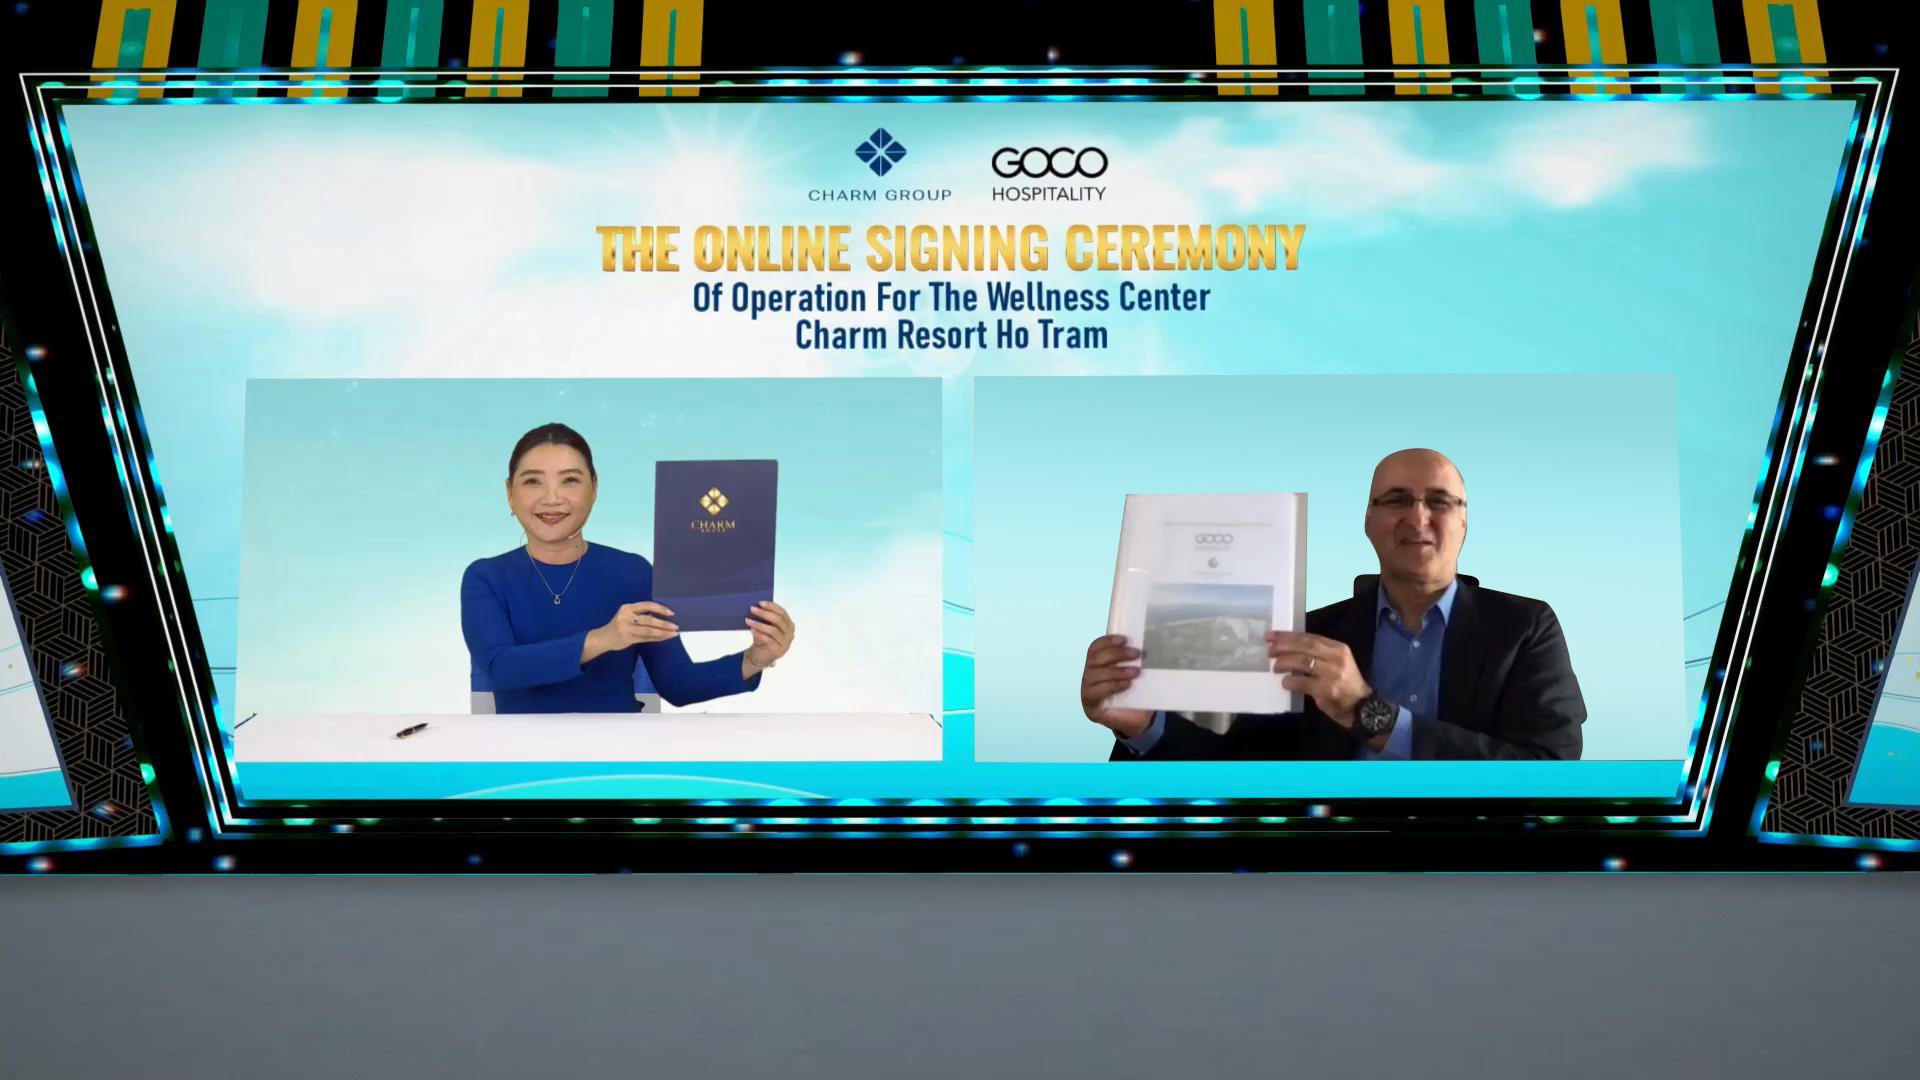 CHARM GROUP
GOCO
HOSPITALITY
THE ONLINE SIGNING CEREMONY
Of Operation For The Wellness Center
Charm Resort Ho Tram
CHARM
GROUP
GOCO